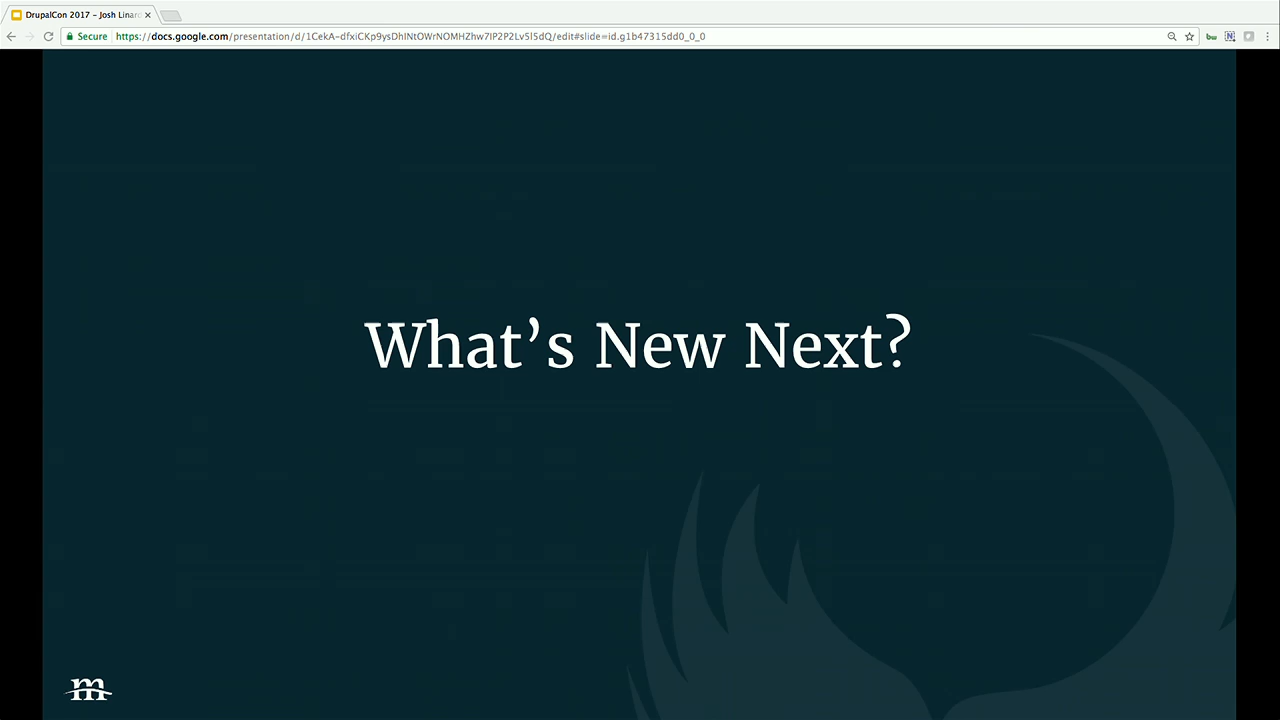 DrupalCon 2017 - Josh Linar
Secure
https://docs.google.com/presentation/d/1CekA-dfxiCKp9ysDhINtOWrNOMHZhw7IP2P2Lv5I5dQ/edit#slide=id.g1b47315dd0_0_0
What's New Next?
m